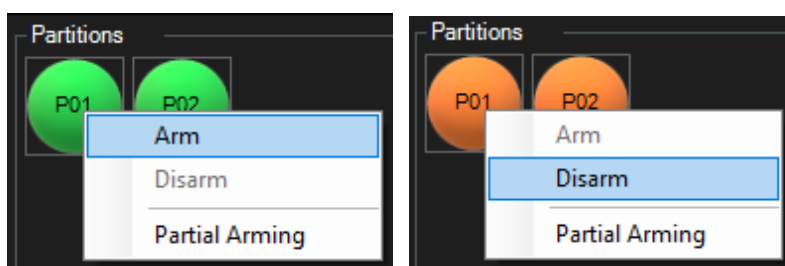 Partitions
P01 P02
Arm
Disarm
Partial Arming
Partitions
P01 P02
Arm
Disarm
Partial Arming